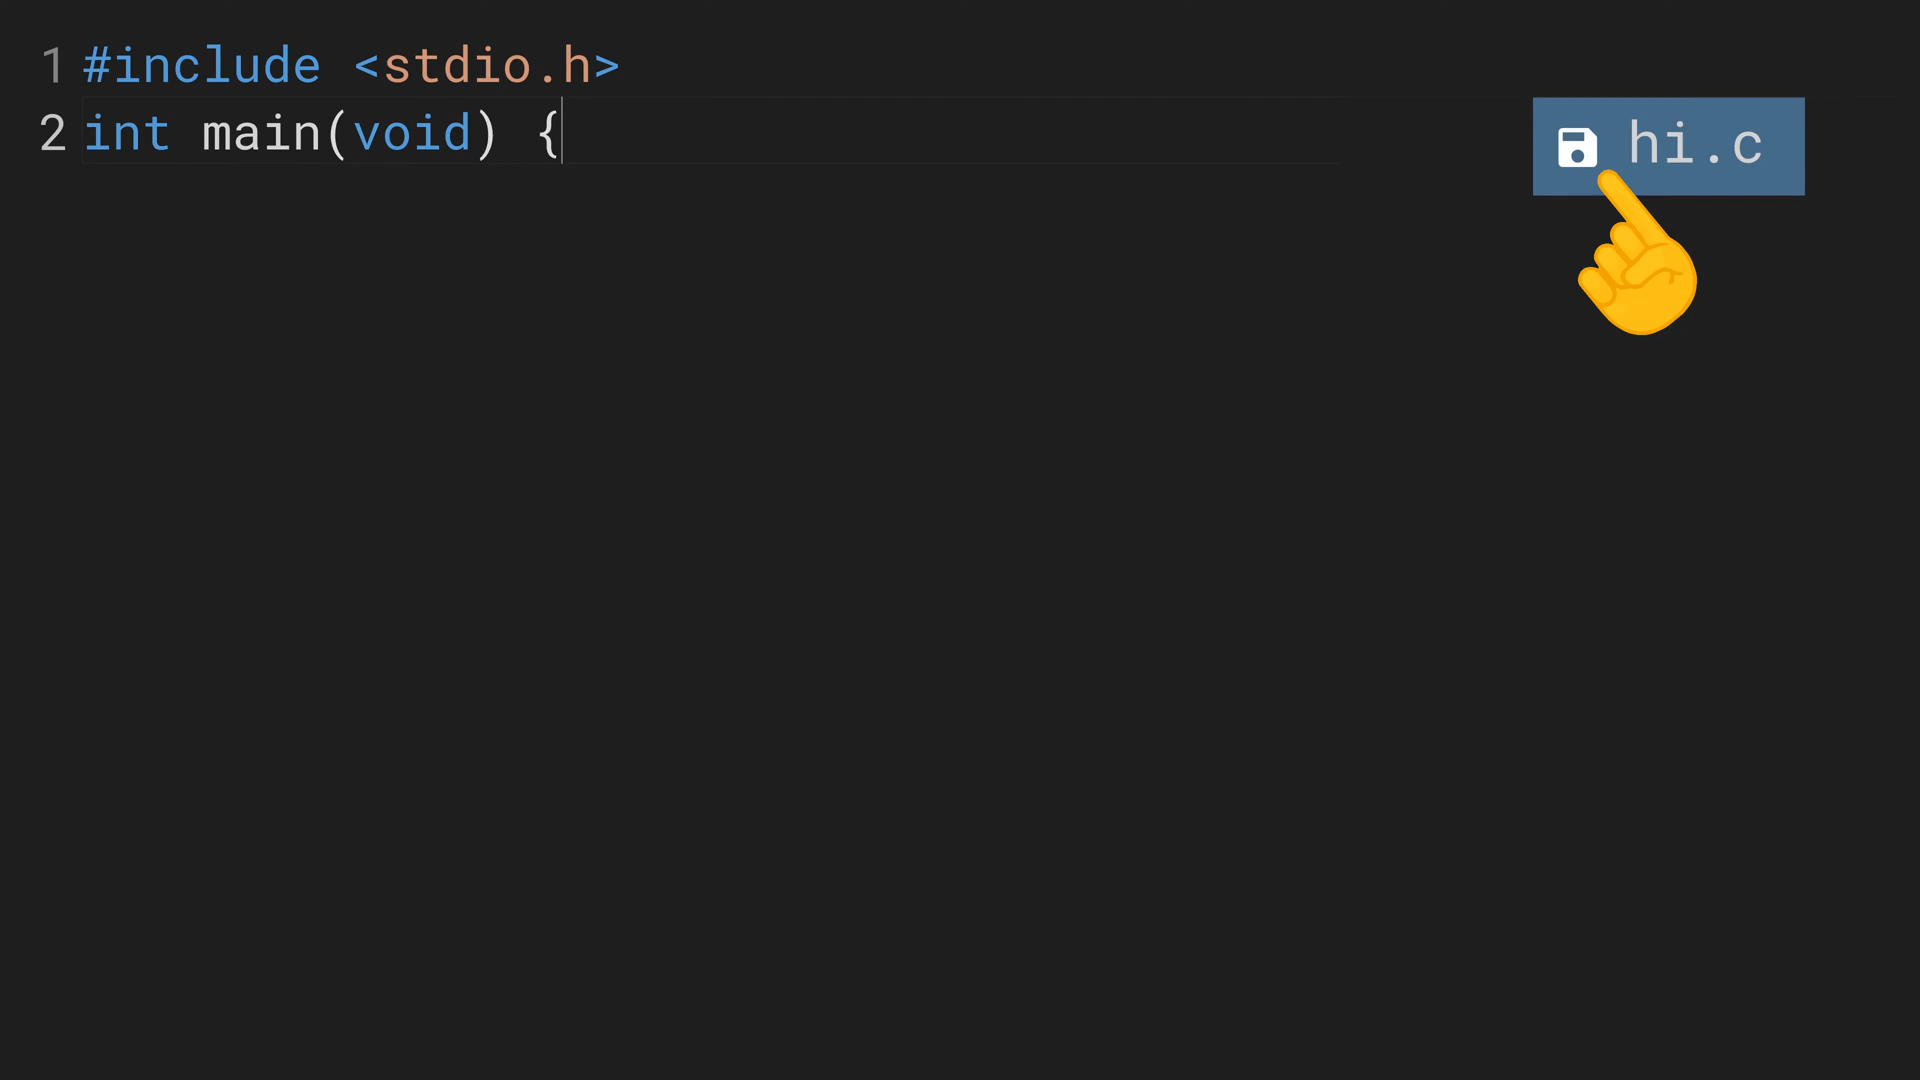 1 #include <stdio.h>
2 int main(void) {
hi.c